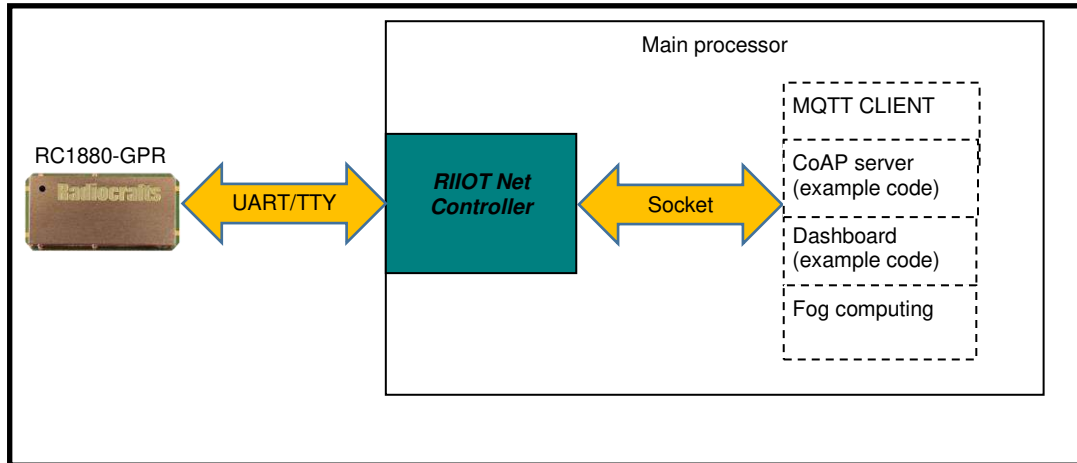 Main processor
RC1880-GPR
Radiocrafts
UART/TTY
RIIOT Net
Controller
Socket
MQTT CLIENT
CoAP server
(example code)
Dashboard
(example code)
Fog computing